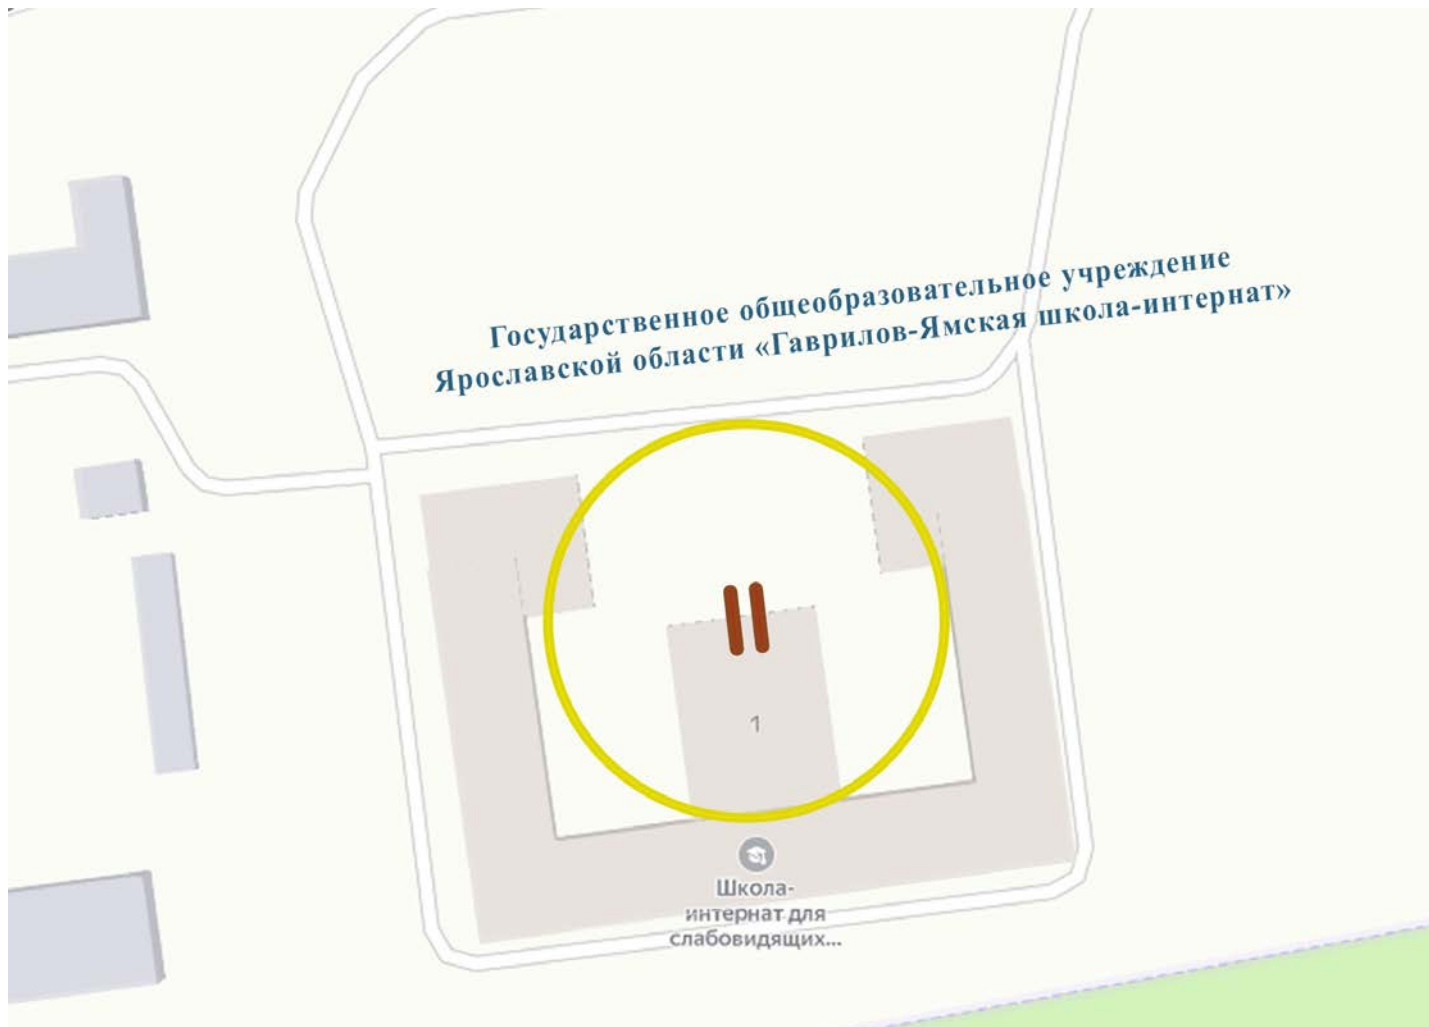 Государственное общеобразовательное учреждение
Ярославской области «Гаврилов-Ямская школа-интернат»
1
Школа-
интернат для
слабовидящих...